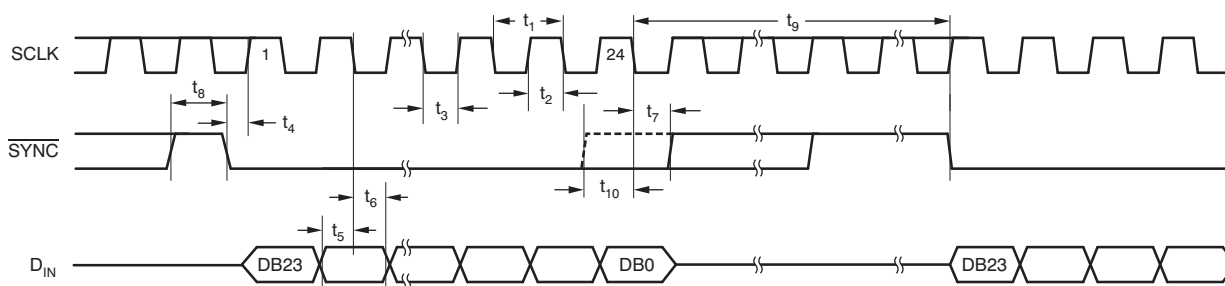 t1
t9
SCLK
1
24
t8
t3
t2
t7
t4
SYNC
t10
t6
t5
DIN
DB23
DB0
DB23